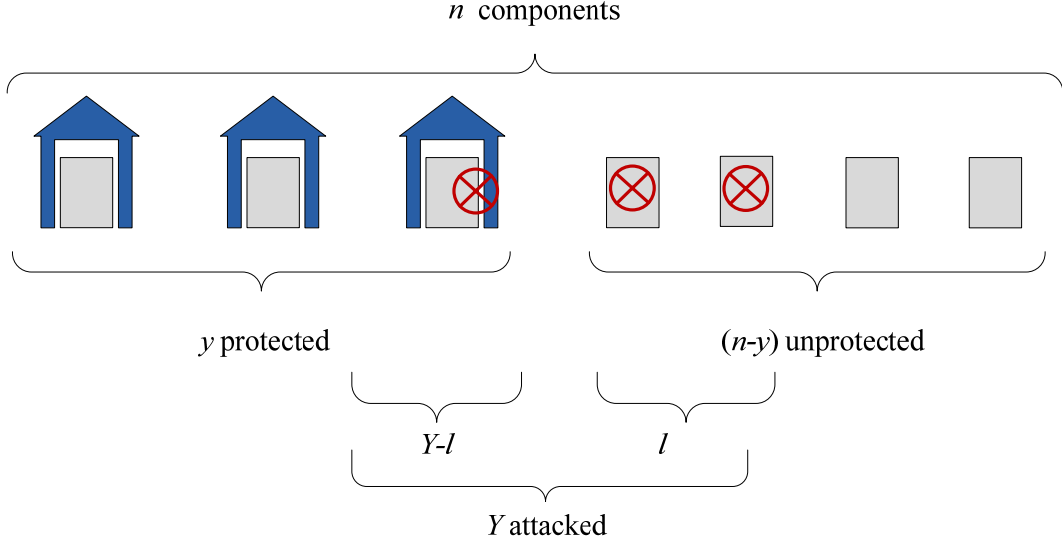 n components
y protected
(n-y) unprotected
Y-l
l
Y attacked